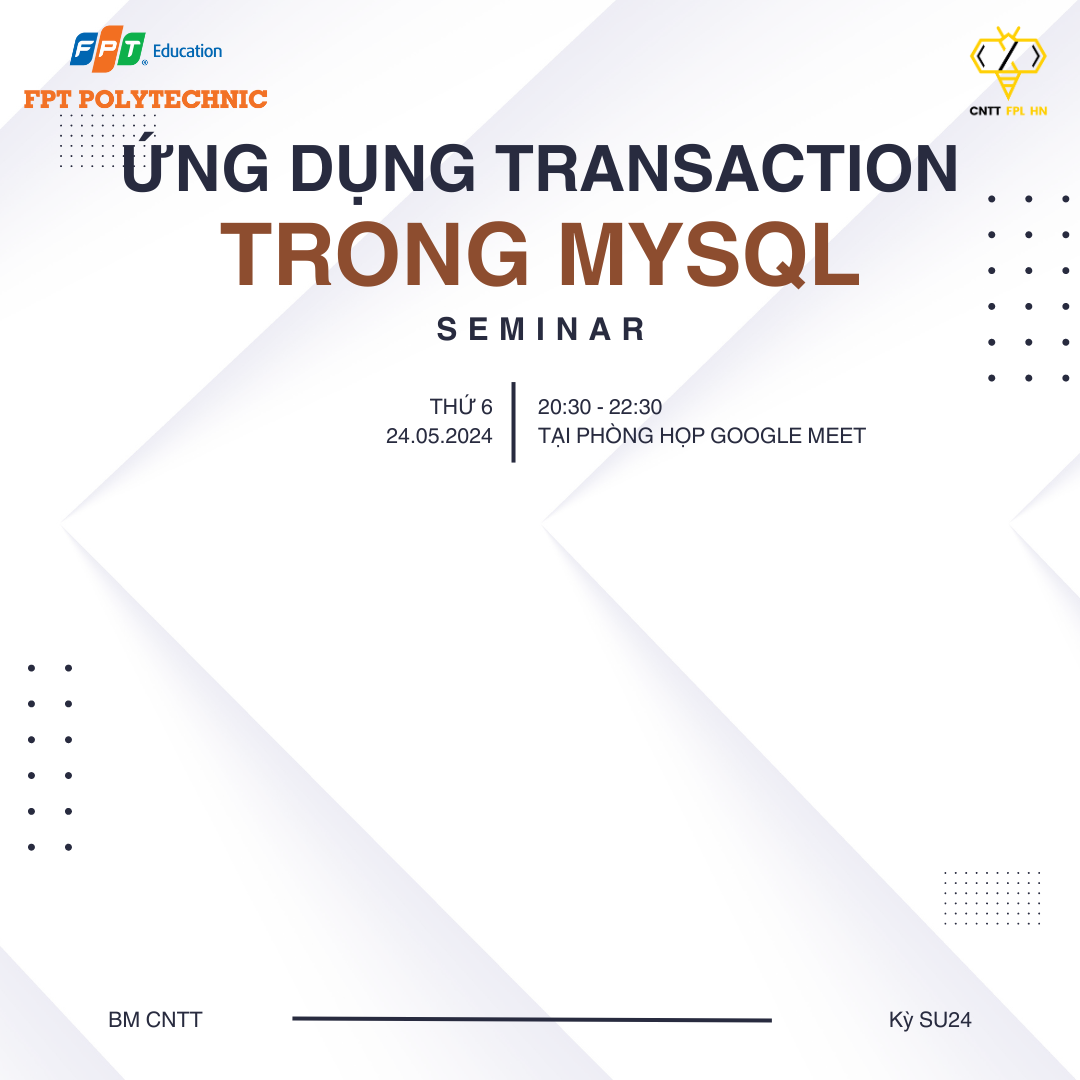 FPT Education
FPT POLYTECHNIC
CNTT FPL HN
ỨNG DỤNG TRANSACTION
TRONG MYSQL
SEMINAR
THỨ 6
24.05.2024
20:30 - 22:30
TẠI PHÒNG HỌP GOOGLE MEET
BM CNTT
Kỳ SU24